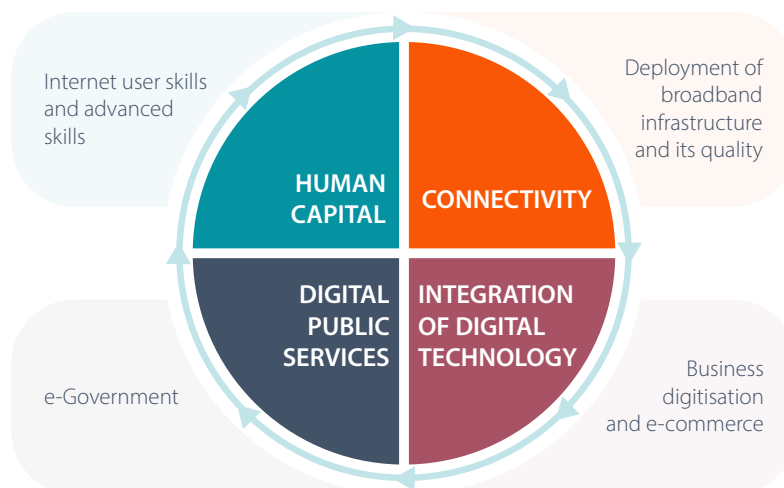 Internet user skills
and advanced
skills
HUMAN
CAPITAL
Deployment of
broadband
infrastructure
and its quality
CONNECTIVITY
DIGITAL
PUBLIC
SERVICES
e-Government
INTEGRATION
OF DIGITAL
TECHNOLOGY
Business
digitisation
and e-commerce